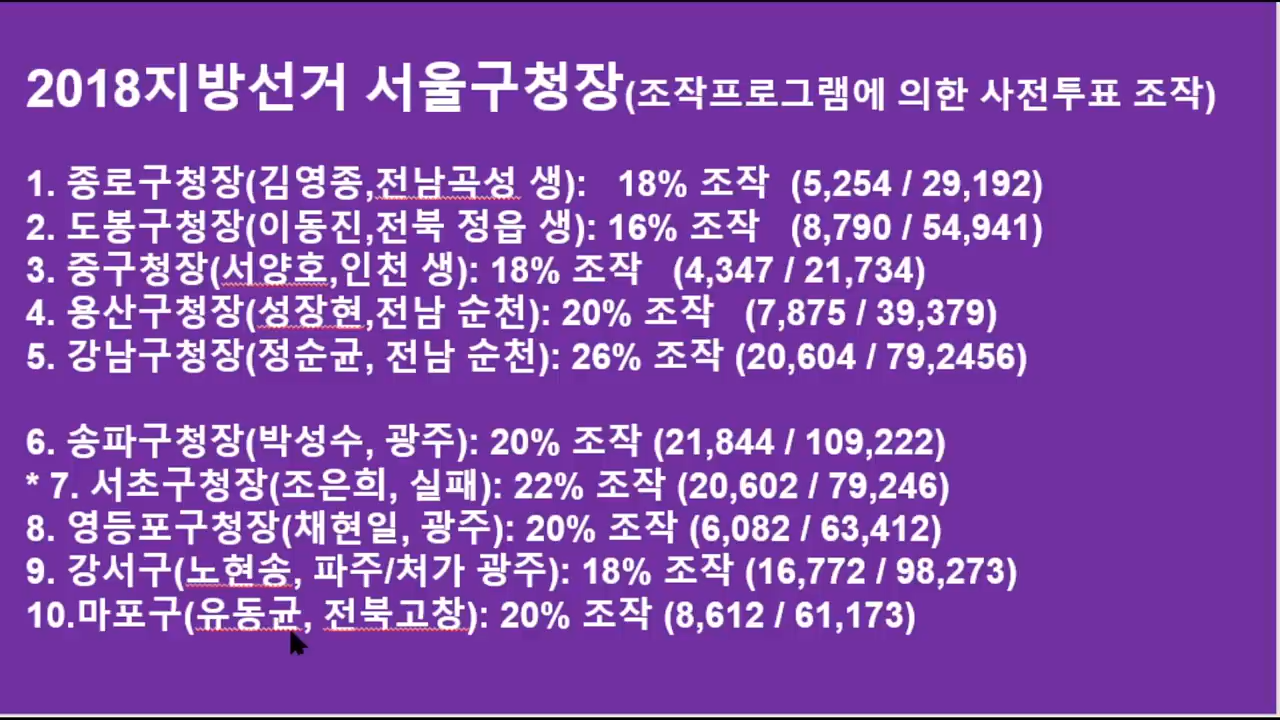 2018지방선거 서울구청장(조작프로그램에 의한 사전투표 조작)
1. 종로구청장(김영종,전남곡성 생): 18% 조작 (5,254 / 29,192)
2. 도봉구청장(이동진,전북 정읍 생): 16% 조작 (8,790 / 54,941)
3. 중구청장(서양호,인천 생): 18% 조작 (4,347 / 21,734)
4. 용산구청장(성장현,전남 순천): 20% 조작 (7,875 / 39,379)
5. 강남구청장(정순균, 전남 순천): 26% 조작 (20,604 / 79,2456)
6. 송파구청장(박성수, 광주): 20% 조작 (21,844 / 109,222)
* 7. 서초구청장(조은희, 실패): 22% 조작 (20,602 / 79,246)
8. 영등포구청장(채현일, 광주): 20% 조작 (6,082 / 63,412)
9. 강서구(노현송, 파주/처가 광주): 18% 조작 (16,772 / 98,273)
10.마포구(유동균, 전북고창): 20% 조작 (8,612 / 61,173)